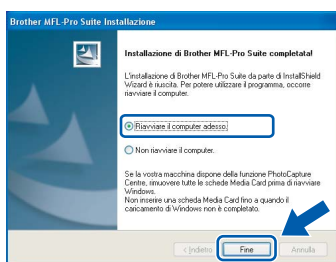 Brother MFL-Pro Suite Installazione
Installazione di Brother MFL-Pro Suite completata!
L'installazione di Brother MFL-Pro Suite da parte di InstallShield
Wizard è riuscita. Per potere utilizzare il programma, occorre
riavviare il computer.
Riavviare il computer adesso.
Non riavviare il computer.
Se la vostra macchina dispone della funzione PhotoCapture
Centre, rimuovere tutte le schede Media Card prima di riavviare
Windows.
Non inserire una scheda Media Card fino a quando il
caricamento di Windows non è completato.
< Indietro
Fine
Annulla